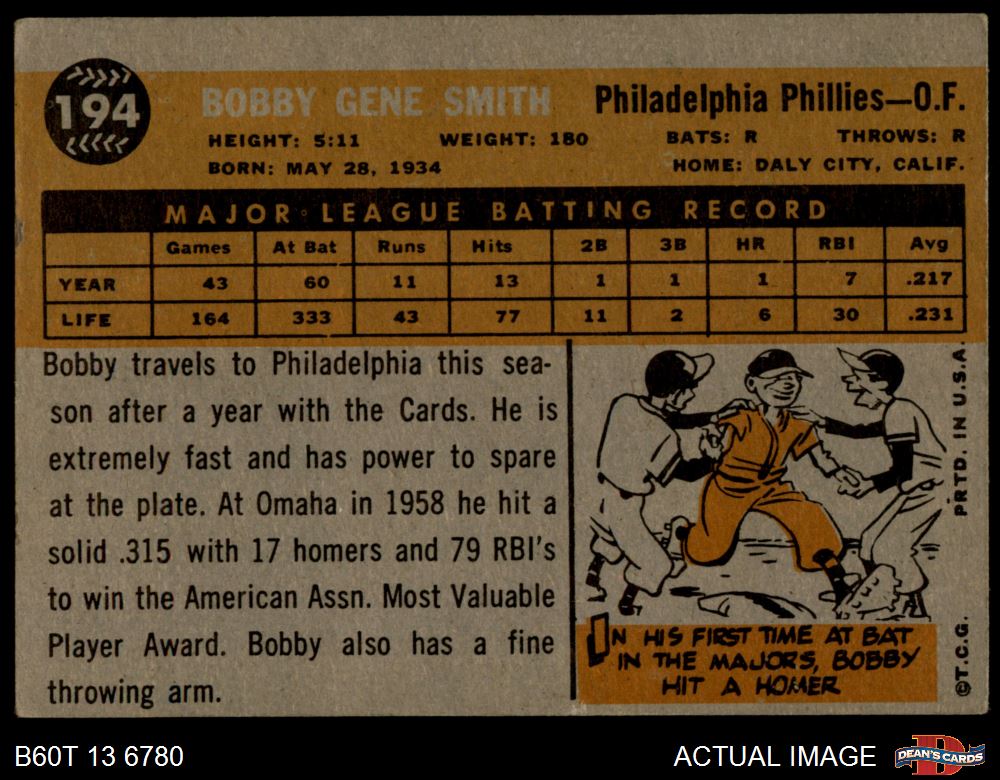 194
BOBBY GENE SMITH
Philadelphia Phillies—O.F.
HEIGHT: 5:11 WEIGHT: 180 BATS: R THROWS: R
BORN: MAY 28, 1934 HOME: DALY CITY, CALIF.
MAJOR LEAGUE BATTING RECORD
Games At Bat Runs Hits 2B 3B HR RBI Avg
YEAR 43 60 11 13 1 1 1 7 .217
LIFE 164 333 43 77 11 2 6 30 .231
Bobby travels to Philadelphia this sea-
son after a year with the Cards. He is
extremely fast and has power to spare
at the plate. At Omaha in 1958 he hit a
solid .315 with 17 homers and 79 RBI's
to win the American Assn. Most Valuable
Player Award. Bobby also has a fine
throwing arm.
IN HIS FIRST TIME AT BAT
IN THE MAJORS, BOBBY
HIT A HOMER
©T.C.G. PRTD. IN U.S.A.
B60T 13 6780
ACTUAL IMAGE
D
DEAN'S CARDS